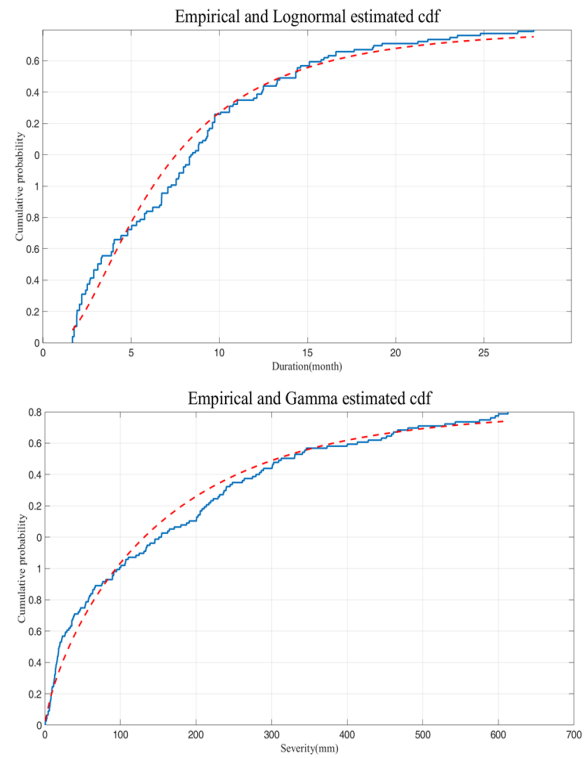 Empirical and Lognormal estimated cdf
Cumulative probability
0.6
0.4
0.2
0
1
0.8
0.6
0.4
0.2
0
0 5 10 15 20 25
Duration(month)
Empirical and Gamma estimated cdf
Cumulative probability
0.8
0.6
0.4
0.2
0
1
0.8
0.6
0.4
0.2
0
0 100 200 300 400 500 600 700
Severity(mm)